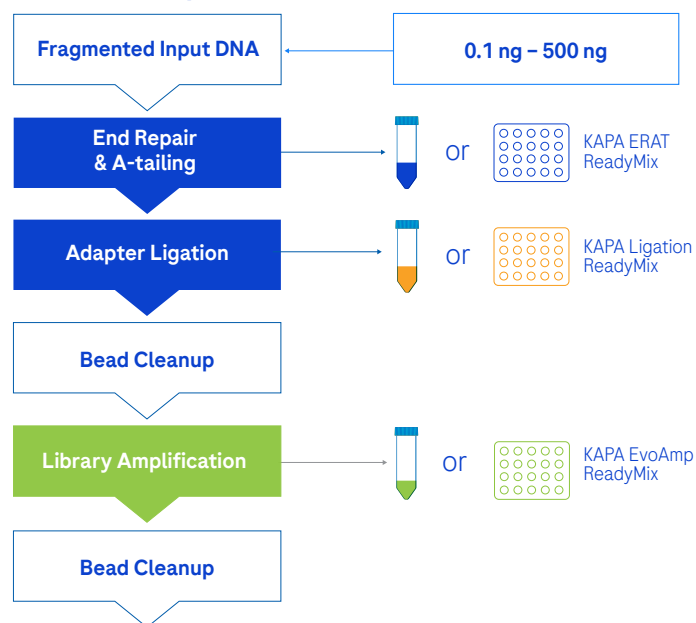 Fragmented Input DNA
0.1 ng – 500 ng
End Repair
& A-tailing
or
KAPA ERAT
ReadyMix
Adapter Ligation
or
KAPA Ligation
ReadyMix
Bead Cleanup
Library Amplification
or
KAPA EvoAmp
ReadyMix
Bead Cleanup